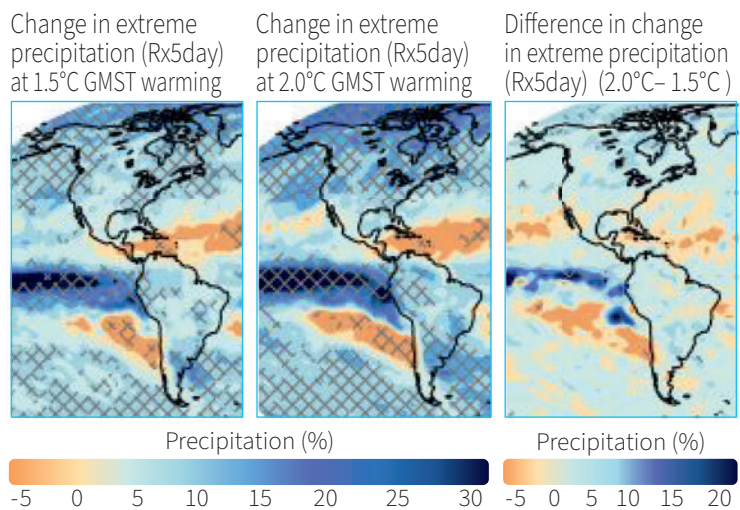 Change in extreme
precipitation (Rx5day)
at 1.5°C GMST warming
Change in extreme
precipitation (Rx5day)
at 2.0°C GMST warming
Difference in change
in extreme precipitation
(Rx5day) (2.0°C– 1.5°C )
Precipitation (%)
-5 0 5 10 15 20 25 30
Precipitation (%)
-5 0 5 10 15 20